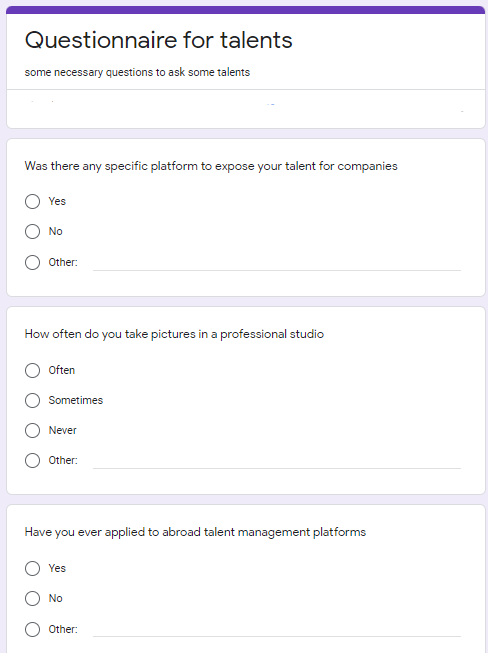 Questionnaire for talents
some necessary questions to ask some talents
Was there any specific platform to expose your talent for companies
Yes
No
Other:
How often do you take pictures in a professional studio
Often
Sometimes
Never
Other:
Have you ever applied to abroad talent management platforms
Yes
No
Other: